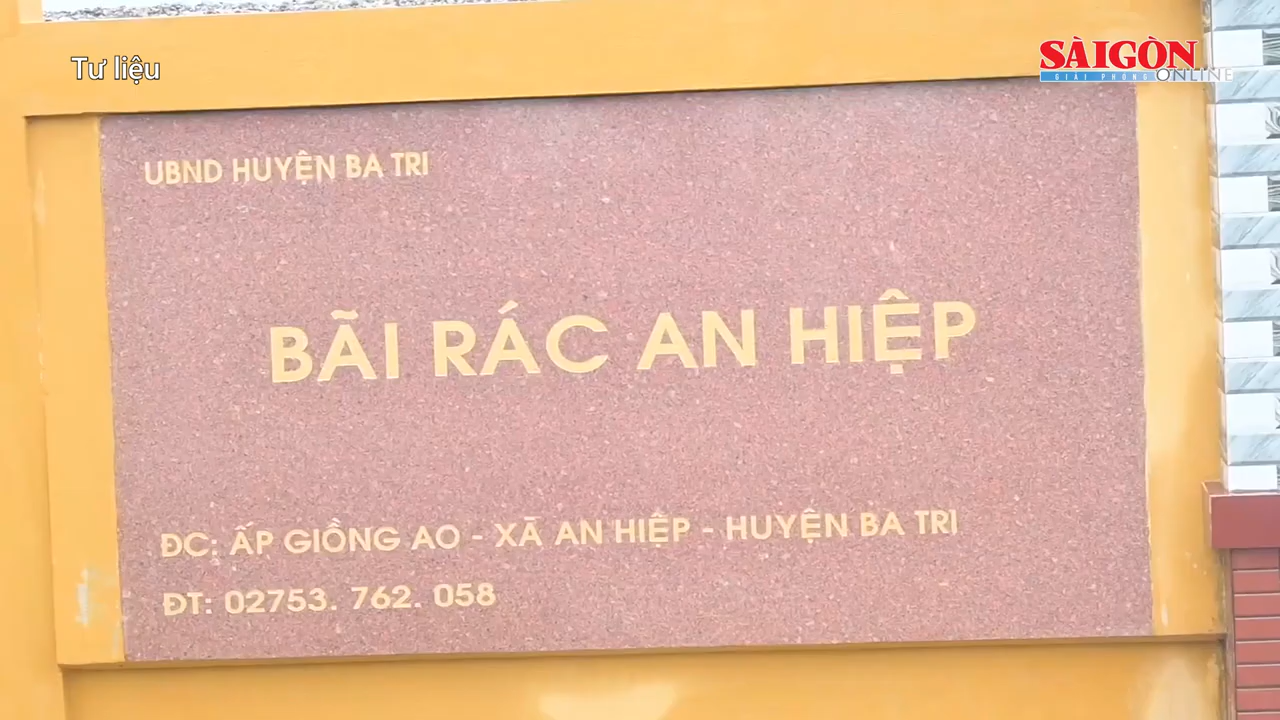 Tư liệu
SÀIGÒN
GIẢI PHÓNG ONLINE
UBND HUYỆN BA TRI
BÃI RÁC AN HIỆP
ĐC: ẤP GIỒNG AO - XÃ AN HIỆP - HUYỆN BA TRI
ĐT: 02753. 762. 058